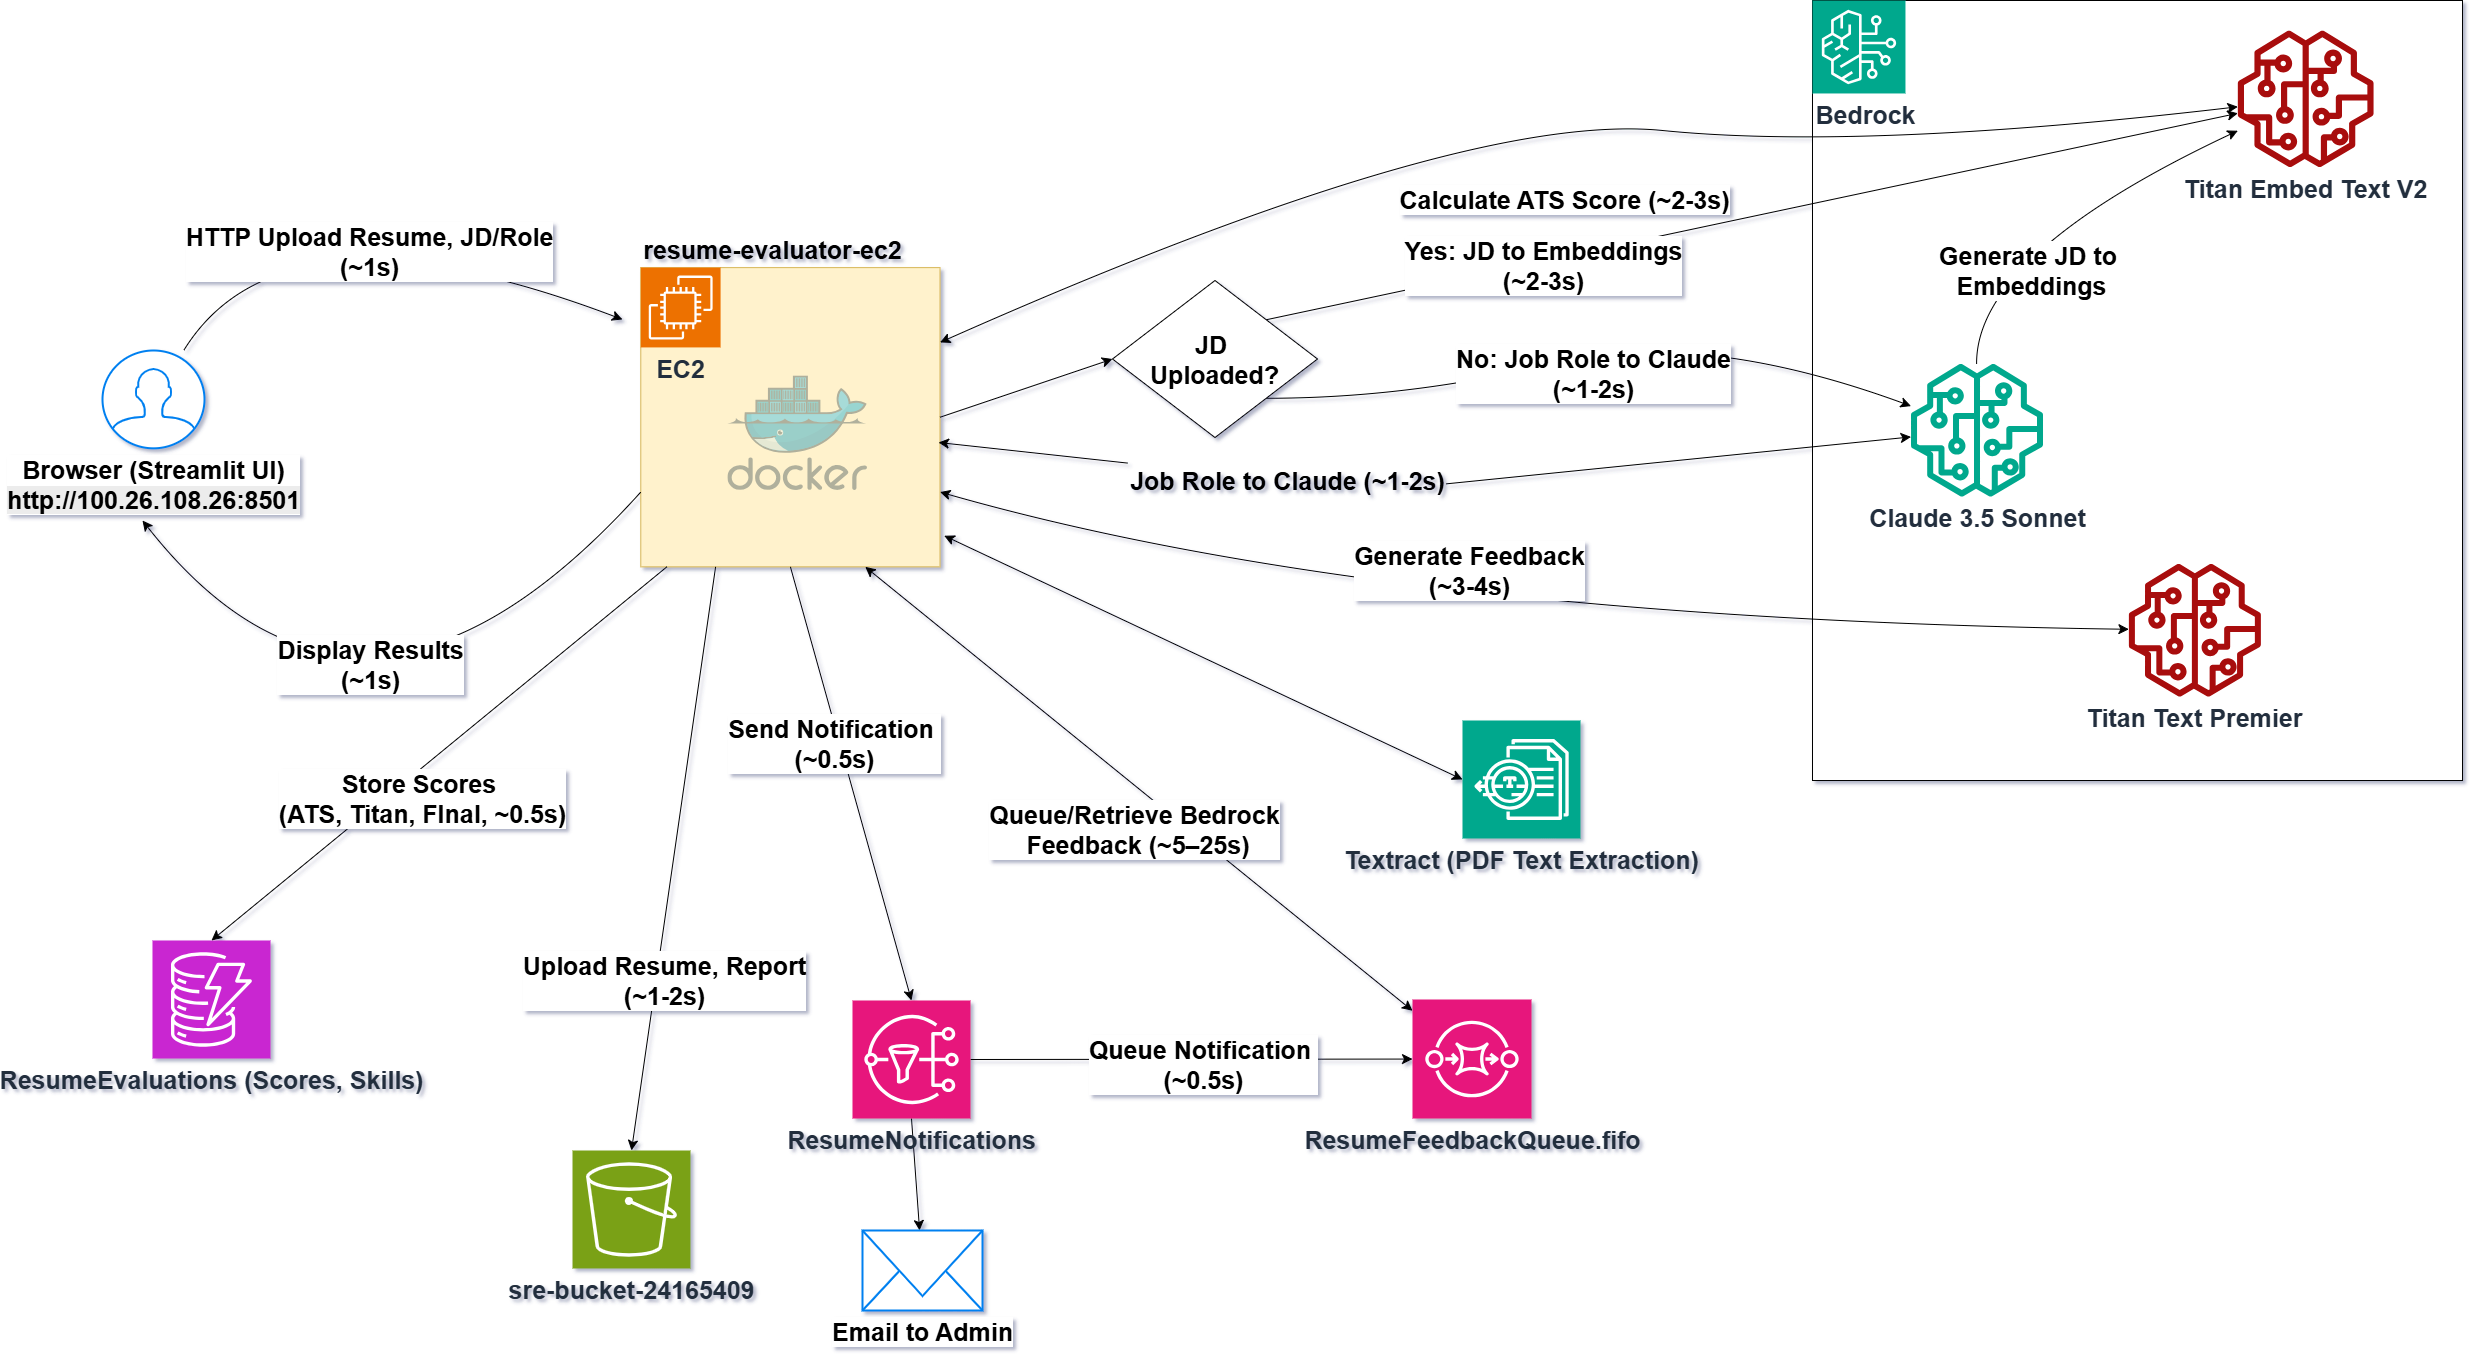 Bedrock
Titan Embed Text V2
Calculate ATS Score (~2-3s)
HTTP Upload Resume, JD/Role
(~1s)
resume-evaluator-ec2
Yes: JD to Embeddings
(~2-3s)
Generate JD to
Embeddings
EC2
JD
Uploaded?
No: Job Role to Claude
(~1-2s)
docker
Browser (Streamlit UI)
http://100.26.108.26:8501
Job Role to Claude (~1-2s)
Claude 3.5 Sonnet
Generate Feedback
(~3-4s)
Display Results
(~1s)
Titan Text Premier
Send Notification
(~0.5s)
Store Scores
(ATS, Titan, FInal, ~0.5s)
Queue/Retrieve Bedrock
Feedback (~5–25s)
Textract (PDF Text Extraction)
Upload Resume, Report
(~1-2s)
Queue Notification
(~0.5s)
ResumeEvaluations (Scores, Skills)
ResumeNotifications
ResumeFeedbackQueue.fifo
sre-bucket-24165409
Email to Admin